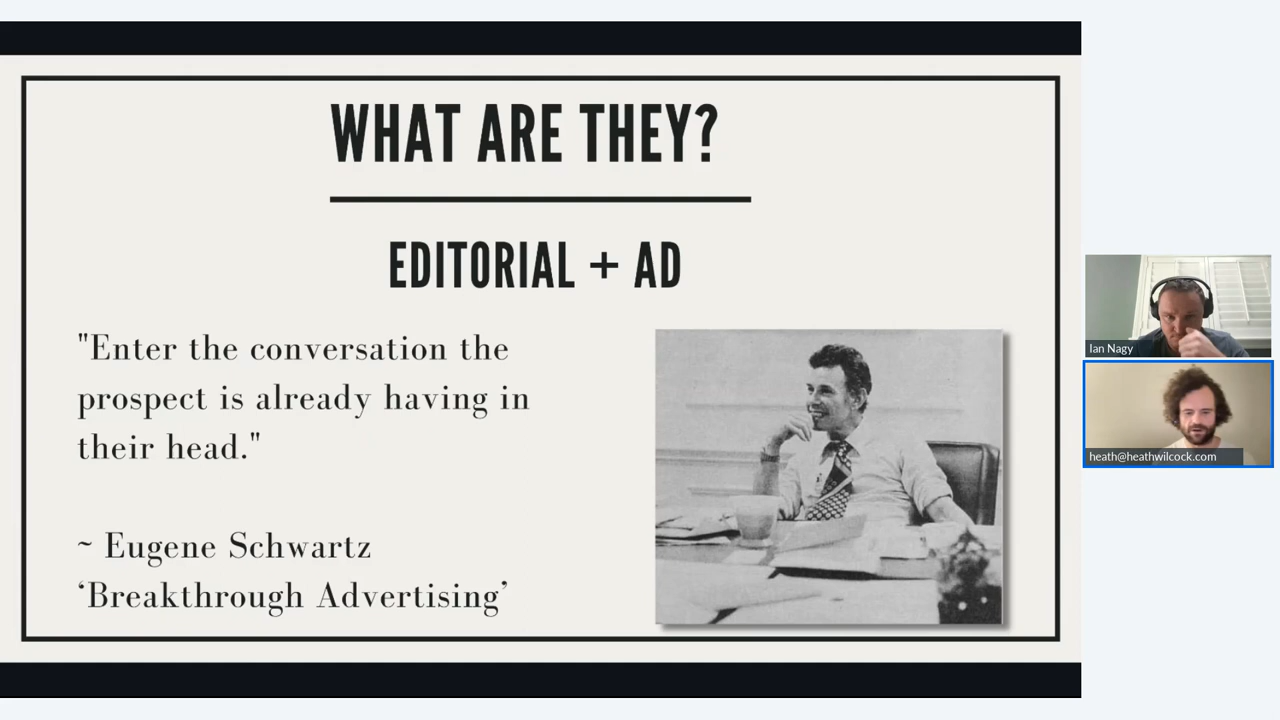 WHAT ARE THEY?
EDITORIAL + AD
"Enter the conversation the
prospect is already having in
their head."
~ Eugene Schwartz
‘Breakthrough Advertising’
Ian Nagy
heath@heathwilcock.com